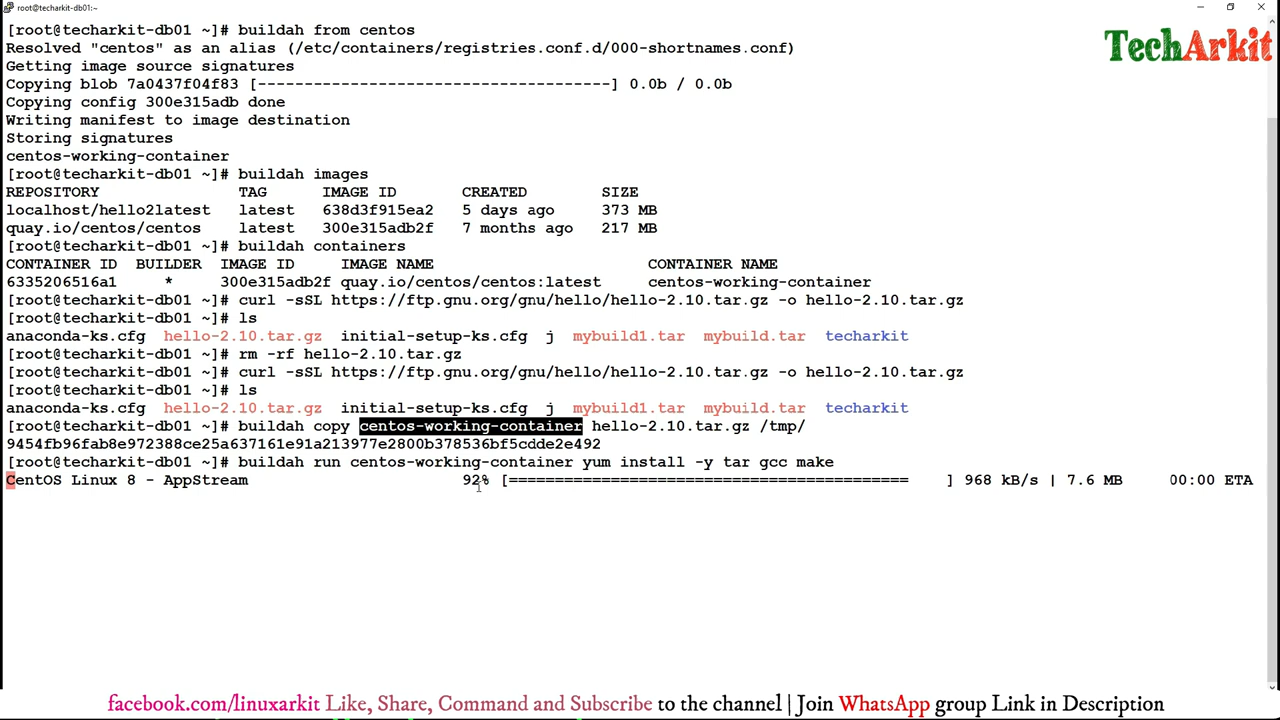 root@techarkit-db01:~
[root@techarkit-db01 ~]# buildah from centos
TechArkit
Resolved "centos" as an alias (/etc/containers/registries.conf.d/000-shortnames.conf)
Getting image source signatures
Copying blob 7a0437f04f83 [--------------------------------------] 0.0b / 0.0b
Copying config 300e315adb done
Writing manifest to image destination
Storing signatures
centos-working-container
[root@techarkit-db01 ~]# buildah images
REPOSITORY TAG IMAGE ID CREATED SIZE
localhost/hello2latest latest 638d3f915ea2 5 days ago 373 MB
quay.io/centos/centos latest 300e315adb2f 7 months ago 217 MB
[root@techarkit-db01 ~]# buildah containers
CONTAINER ID BUILDER IMAGE ID IMAGE NAME CONTAINER NAME
6335206516a1 * 300e315adb2f quay.io/centos/centos:latest centos-working-container
[root@techarkit-db01 ~]# curl -sSL https://ftp.gnu.org/gnu/hello/hello-2.10.tar.gz -o hello-2.10.tar.gz
[root@techarkit-db01 ~]# ls
anaconda-ks.cfg hello-2.10.tar.gz initial-setup-ks.cfg j mybuild1.tar mybuild.tar techarkit
[root@techarkit-db01 ~]# rm -rf hello-2.10.tar.gz
[root@techarkit-db01 ~]# curl -sSL https://ftp.gnu.org/gnu/hello/hello-2.10.tar.gz -o hello-2.10.tar.gz
[root@techarkit-db01 ~]# ls
anaconda-ks.cfg hello-2.10.tar.gz initial-setup-ks.cfg j mybuild1.tar mybuild.tar techarkit
[root@techarkit-db01 ~]# buildah copy centos-working-container hello-2.10.tar.gz /tmp/
9454fb96fab8e972388ce25a637161e91a213977e2800b378536bf5cdde2e492
[root@techarkit-db01 ~]# buildah run centos-working-container yum install -y tar gcc make
CentOS Linux 8 - AppStream 92% [=========================================== ] 968 kB/s | 7.6 MB 00:00 ETA
facebook.com/linuxarkit Like, Share, Command and Subscribe to the channel | Join WhatsApp group Link in Description